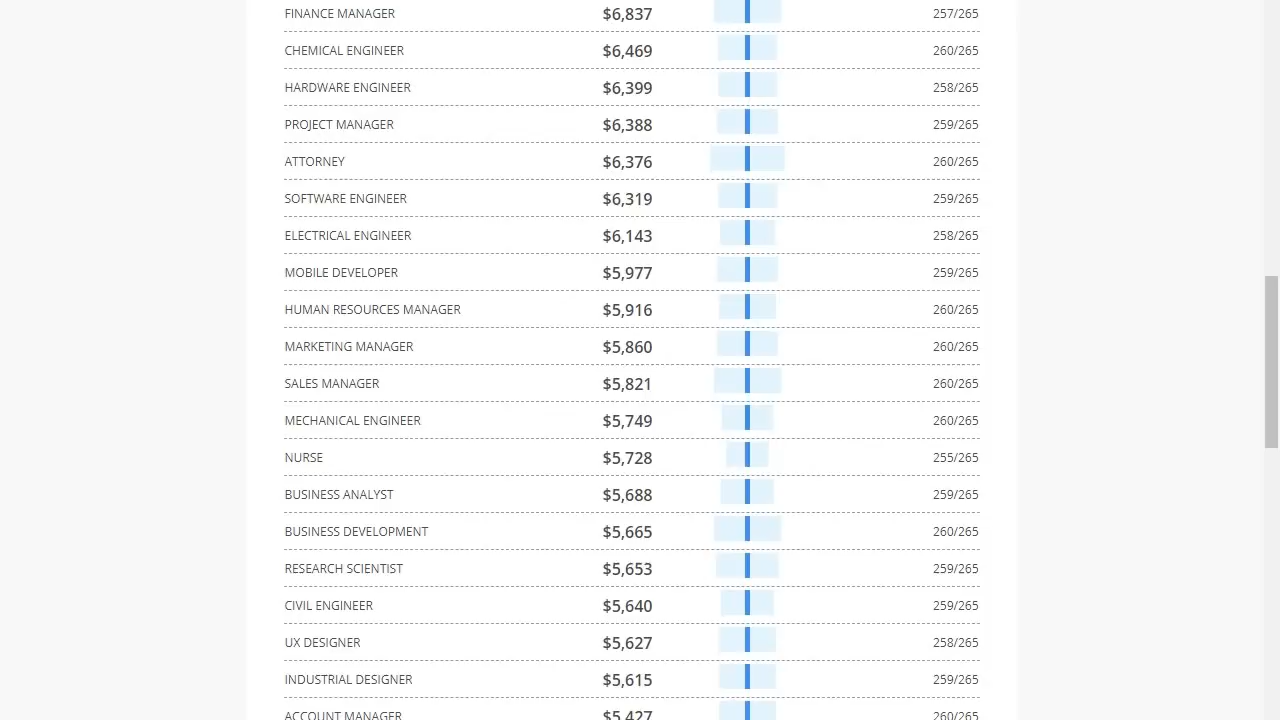 FINANCE MANAGER $6,837 257/265
CHEMICAL ENGINEER $6,469 260/265
HARDWARE ENGINEER $6,399 258/265
PROJECT MANAGER $6,388 259/265
ATTORNEY $6,376 260/265
SOFTWARE ENGINEER $6,319 259/265
ELECTRICAL ENGINEER $6,143 258/265
MOBILE DEVELOPER $5,977 259/265
HUMAN RESOURCES MANAGER $5,916 260/265
MARKETING MANAGER $5,860 260/265
SALES MANAGER $5,821 260/265
MECHANICAL ENGINEER $5,749 260/265
NURSE $5,728 255/265
BUSINESS ANALYST $5,688 259/265
BUSINESS DEVELOPMENT $5,665 260/265
RESEARCH SCIENTIST $5,653 259/265
CIVIL ENGINEER $5,640 259/265
UX DESIGNER $5,627 258/265
INDUSTRIAL DESIGNER $5,615 259/265
ACCOUNT MANAGER $5,427 260/265